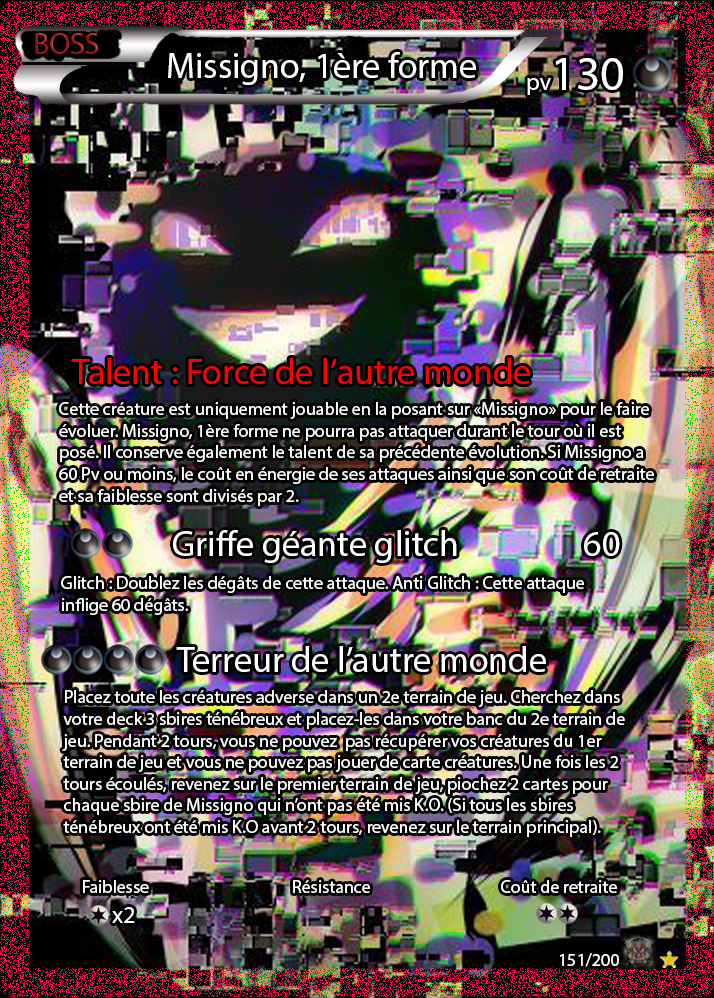 BOSS
Missigno, 1ère forme
PV130
Talent : Force de l'autre monde
Cette créature est uniquement jouable en la posant sur «Missigno» pour le faire
évoluer. Missigno, 1ère forme ne pourra pas attaquer durant le tour où il est
posé. Il conserve également le talent de sa précédente évolution. Si Missigno a
60 Pv ou moins, le coût en énergie de ses attaques ainsi que son coût de retraite
et sa faiblesse sont divisés par 2.
Griffe géante glitch 60
Glitch : Doublez les dégâts de cette attaque. Anti Glitch : Cette attaque
inflige 60 dégâts.
Terreur de l'autre monde
Placez toute les créatures adverse dans un 2e terrain de jeu. Cherchez dans
votre deck 3 sbires ténébreux et placez-les dans votre banc du 2e terrain de
jeu. Pendant 2 tours, vous ne pouvez pas récupérer vos créatures du 1er
terrain de jeu et vous ne pouvez pas jouer de carte créatures. Une fois les 2
tours écoulés, revenez sur le premier terrain de jeu, piochez 2 cartes pour
chaque sbire de Missigno qui n'ont pas été mis K.O. (Si tous les sbires
ténébreux ont été mis K.O avant 2 tours, revenez sur le terrain principal).
Faiblesse Résistance Coût de retraite
x2
151/200